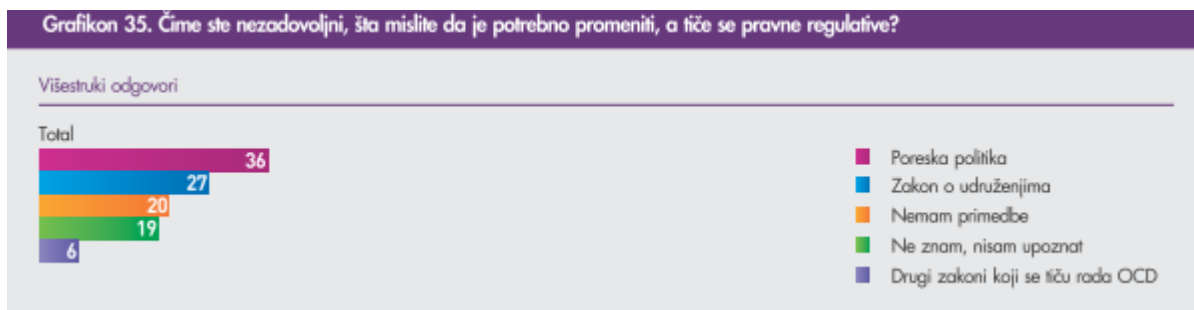 Grafikon 35. Čime ste nezadovoljni, šta mislite da je potrebno promeniti, a tiče se pravne regulative?
Višestruki odgovori
Total
36
27
20
19
6
Poreska politika
Zakon o udruženjima
Nemam primedbe
Ne znam, nisam upoznat
Drugi zakoni koji se tiču rada OCD